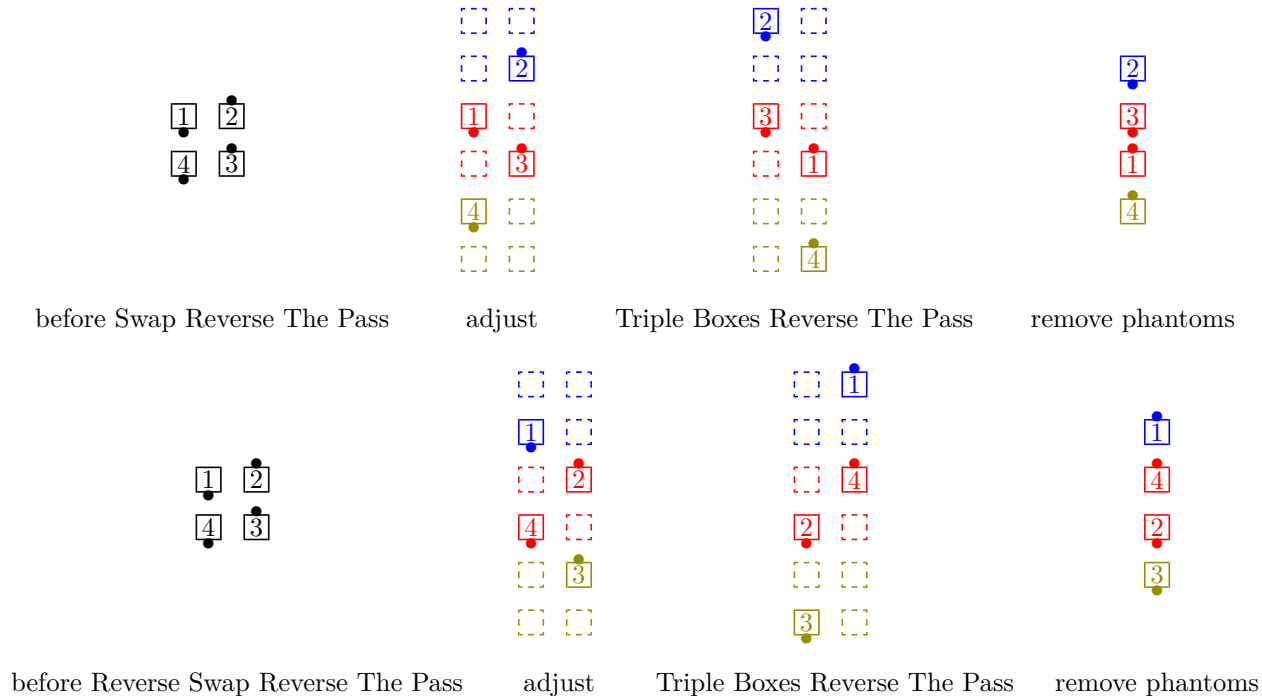 2
2
1 2 1 3 2
3
4 3 3 1 1
4 4
4
before Swap Reverse The Pass adjust Triple Boxes Reverse The Pass remove phantoms
1
1 1
1 2 2 4 4
4 3 4 2 2
3 3
3
before Reverse Swap Reverse The Pass adjust Triple Boxes Reverse The Pass remove phantoms